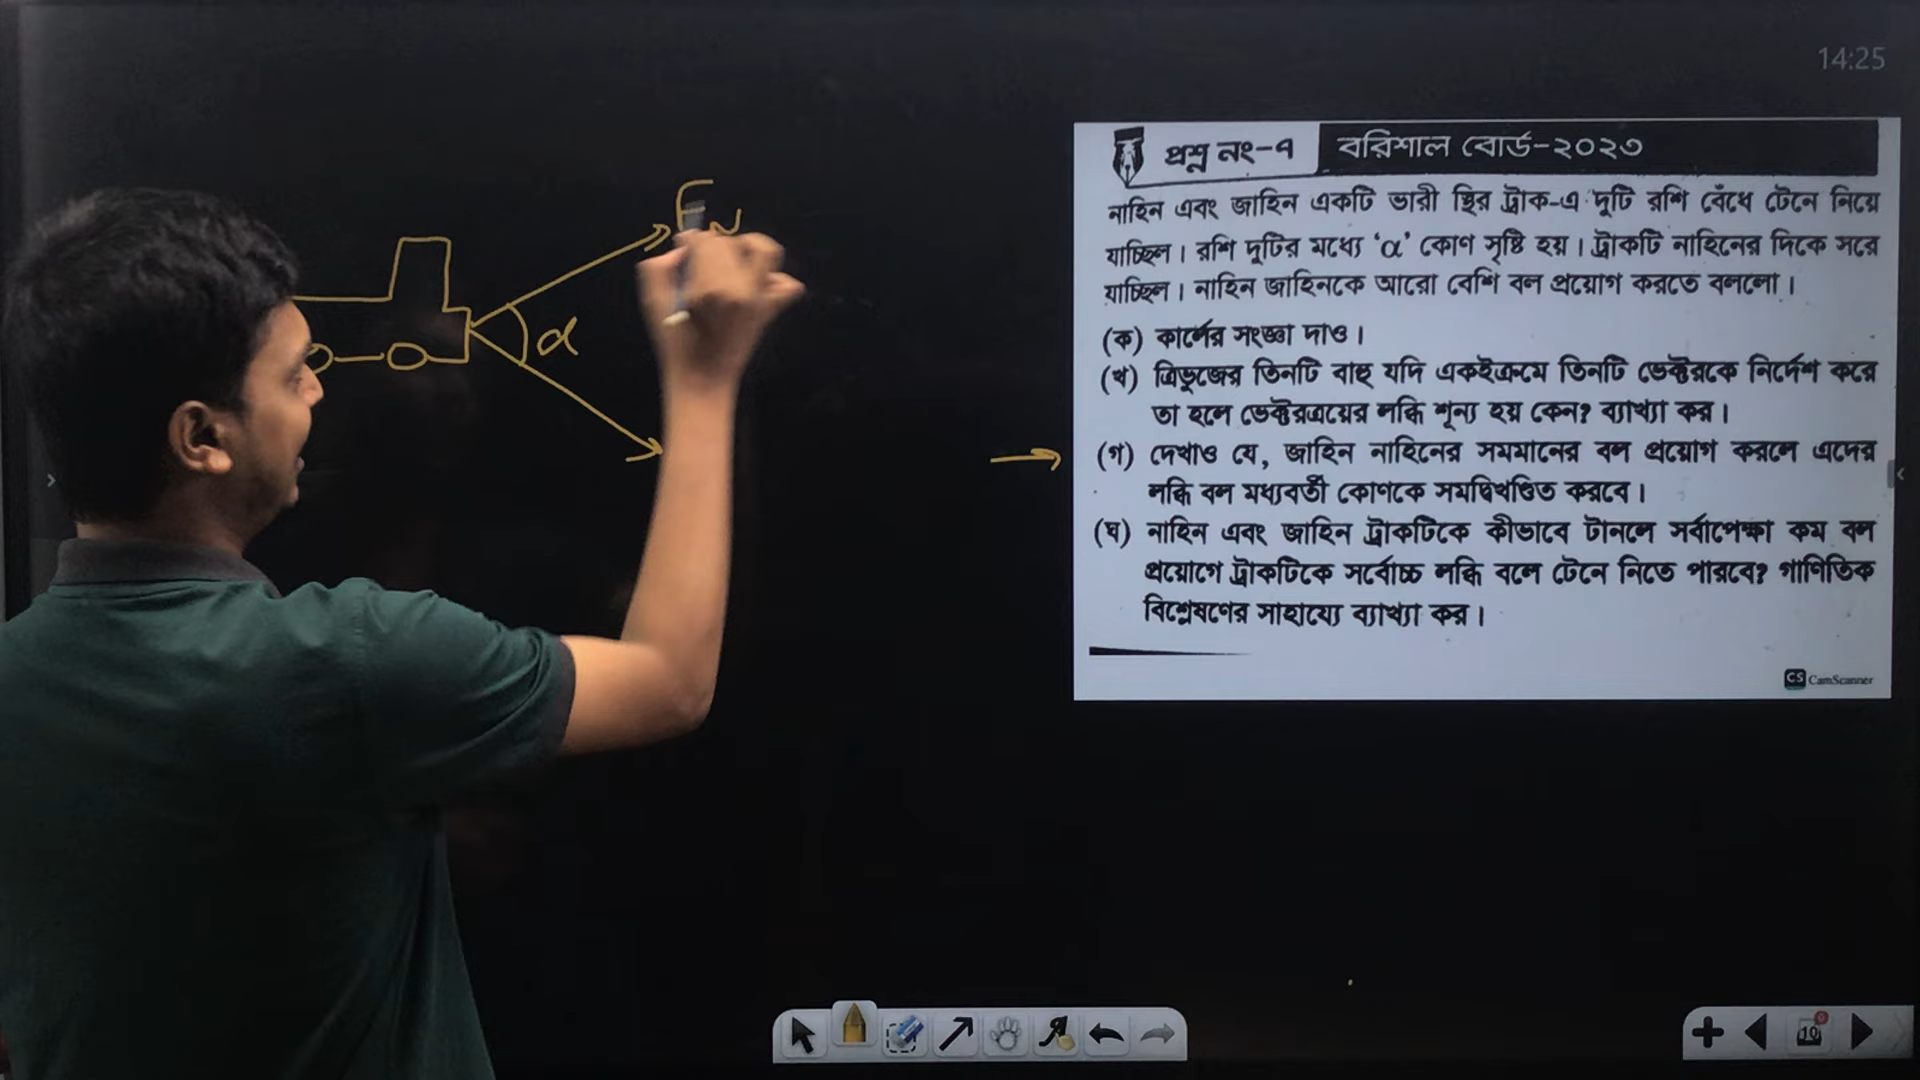 14:25
প্রশ্ন নং-৭
বরিশাল বোর্ড-২০২৩
নাহিন এবং জাহিন একটি ভারী স্থির ট্রাক-এ দুটি রশি বেঁধে টেনে নিয়ে
যাচ্ছিল। রশি দুটির মধ্যে ‘α’ কোণ সৃষ্টি হয়। ট্রাকটি নাহিনের দিকে সরে
যাচ্ছিল। নাহিন জাহিনকে আরো বেশি বল প্রয়োগ করতে বললো।
(ক) কার্লের সংজ্ঞা দাও।
(খ) ত্রিভুজের তিনটি বাহু যদি একইক্রমে তিনটি ভেক্টরকে নির্দেশ করে
তা হলে ভেক্টরত্রয়ের লব্ধি শূন্য হয় কেন? ব্যাখ্যা কর।
(গ) দেখাও যে, জাহিন নাহিনের সমমানের বল প্রয়োগ করলে এদের
লব্ধি বল মধ্যবর্তী কোণকে সমদ্বিখণ্ডিত করবে।
(ঘ) নাহিন এবং জাহিন ট্রাকটিকে কীভাবে টানলে সর্বাপেক্ষা কম বল
প্রয়োগে ট্রাকটিকে সর্বোচ্চ লব্ধি বলে টেনে নিতে পারবে? গাণিতিক
বিশ্লেষণের সাহায্যে ব্যাখ্যা কর।
CS CamScanner
F
N
α
10